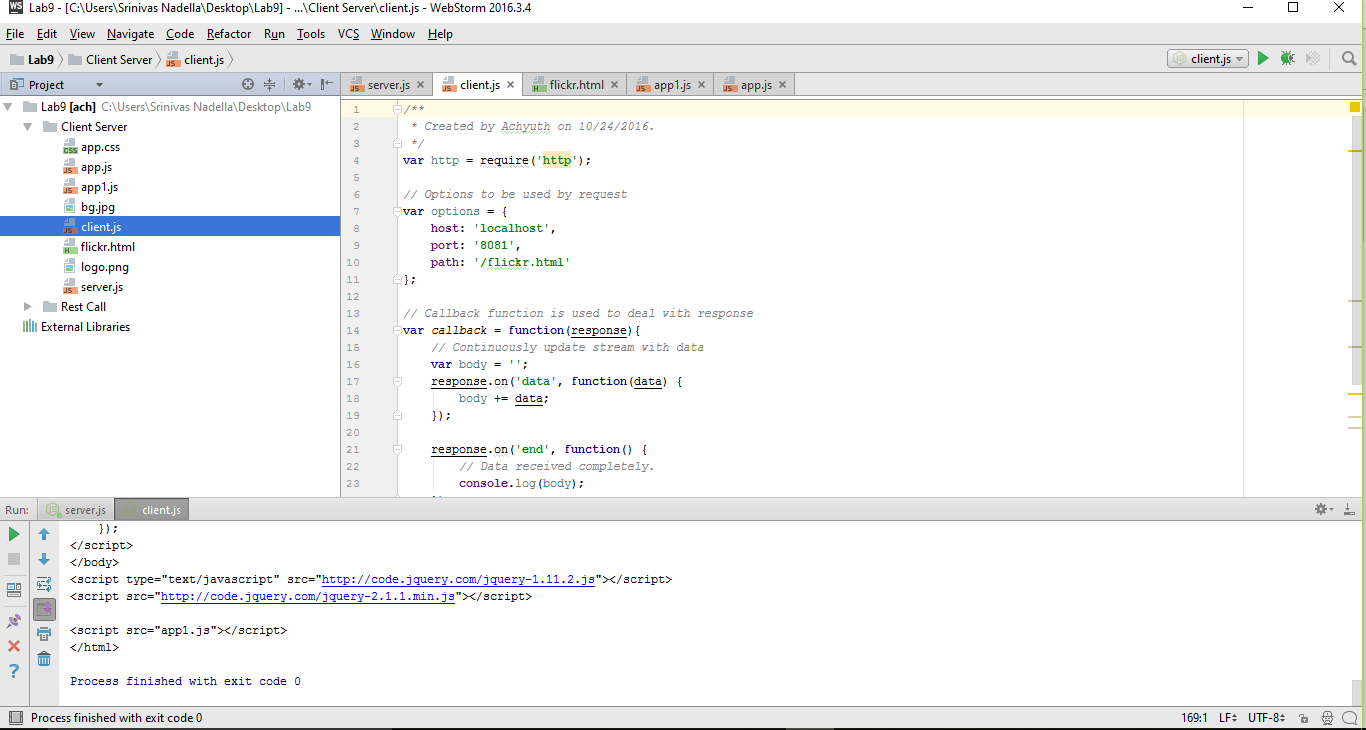 WS Lab9 - [C:\Users\Srinivas Nadella\Desktop\Lab9] - ...\Client Server\client.js - WebStorm 2016.3.4
File Edit View Navigate Code Refactor Run Tools VCS Window Help
Lab9 Client Server client.js
client.js
Project
server.js client.js flickr.html app1.js app.js
Lab9 [ach] C:\Users\Srinivas Nadella\Desktop\Lab9
Client Server
app.css
app.js
app1.js
bg.jpg
client.js
flickr.html
logo.png
server.js
Rest Call
External Libraries
1 /**
2 * Created by Achyuth on 10/24/2016.
3 */
4 var http = require('http');
5
6 // Options to be used by request
7 var options = {
8 host: 'localhost',
9 port: '8081',
10 path: '/flickr.html'
11 };
12
13 // Callback function is used to deal with response
14 var callback = function(response){
15 // Continuously update stream with data
16 var body = '';
17 response.on('data', function(data) {
18 body += data;
19 });
20
21 response.on('end', function() {
22 // Data received completely.
23 console.log(body);
Run: server.js client.js
});
</script>
</body>
<script type="text/javascript" src="http://code.jquery.com/jquery-1.11.2.js"></script>
<script src="http://code.jquery.com/jquery-2.1.1.min.js"></script>
<script src="app1.js"></script>
</html>
Process finished with exit code 0
Process finished with exit code 0 169:1 LF UTF-8